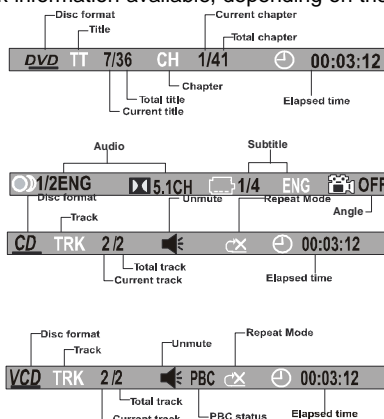 information available, depending on the
Disc format
Current chapter
Title
Total chapter
DVD TT 7/36 CH 1/41 00:03:12
Chapter
Total title
Elapsed time
Current title
Audio
Subtitle
1/2ENG 5.1CH 1/4 ENG OFF
Disc format
Unmute
Repeat Mode
Angle
Track
CD TRK 2/2 00:03:12
Total track
Current track
Elapsed time
Disc format
Repeat Mode
Track
Unmute
VCD TRK 2/2 PBC 00:03:12
Total track
Current track
PBC status
Elapsed time